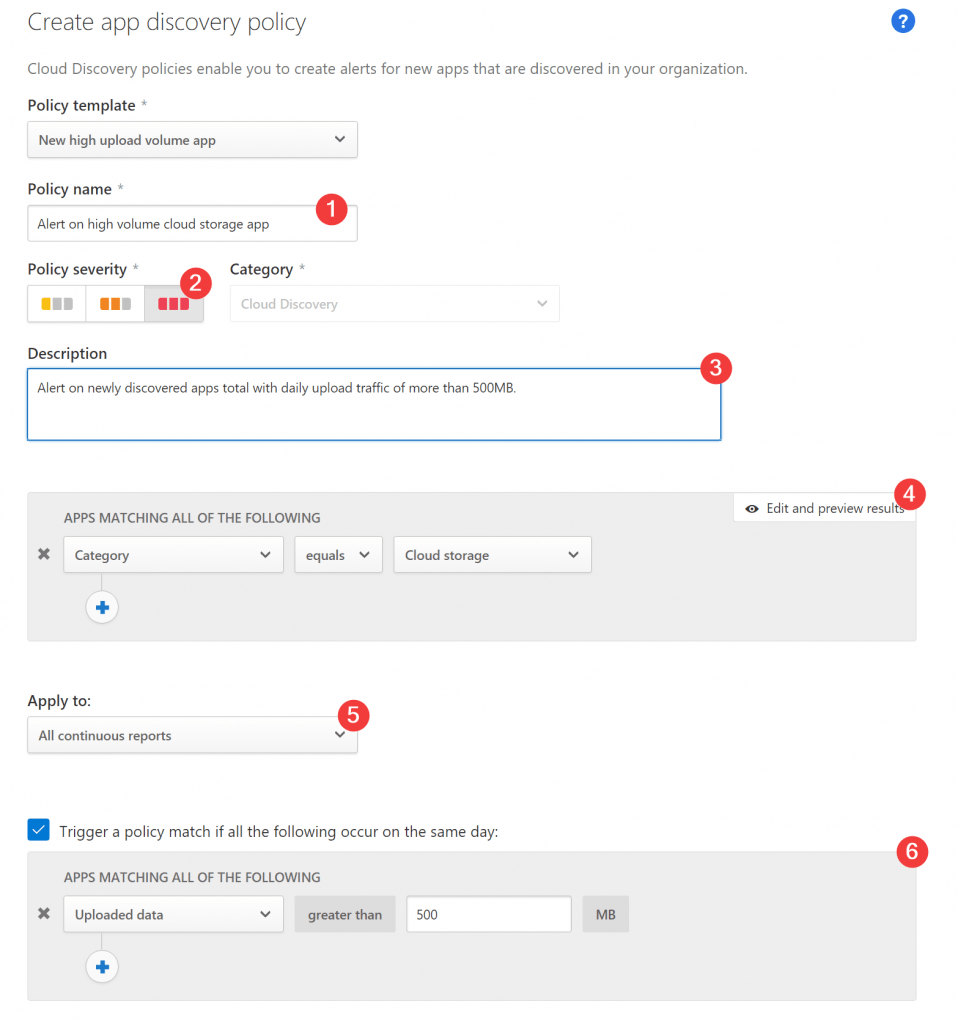 Create app discovery policy
?
Cloud Discovery policies enable you to create alerts for new apps that are discovered in your organization.
Policy template *
New high upload volume app
Policy name *
1
Alert on high volume cloud storage app
Policy severity *
2
Category *
Cloud Discovery
Description
3
Alert on newly discovered apps total with daily upload traffic of more than 500MB.
4
APPS MATCHING ALL OF THE FOLLOWING
Edit and preview results
Category equals Cloud storage
Apply to:
5
All continuous reports
Trigger a policy match if all the following occur on the same day:
6
APPS MATCHING ALL OF THE FOLLOWING
Uploaded data greater than 500 MB